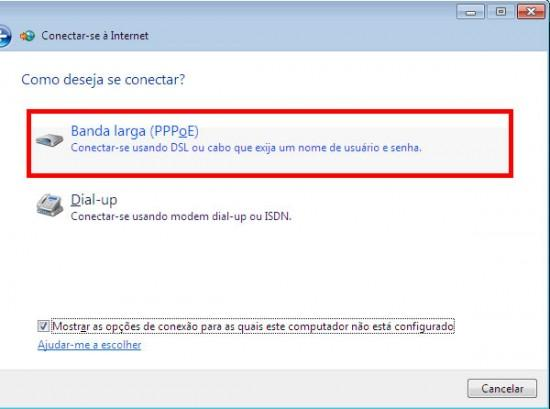 Conectar-se à Internet
Como deseja se conectar?
Banda larga (PPPoE)
Conectar-se usando DSL ou cabo que exija um nome de usuário e senha.
Dial-up
Conectar-se usando modem dial-up ou ISDN.
Mostrar as opções de conexão para as quais este computador não está configurado
Ajudar-me a escolher
Cancelar